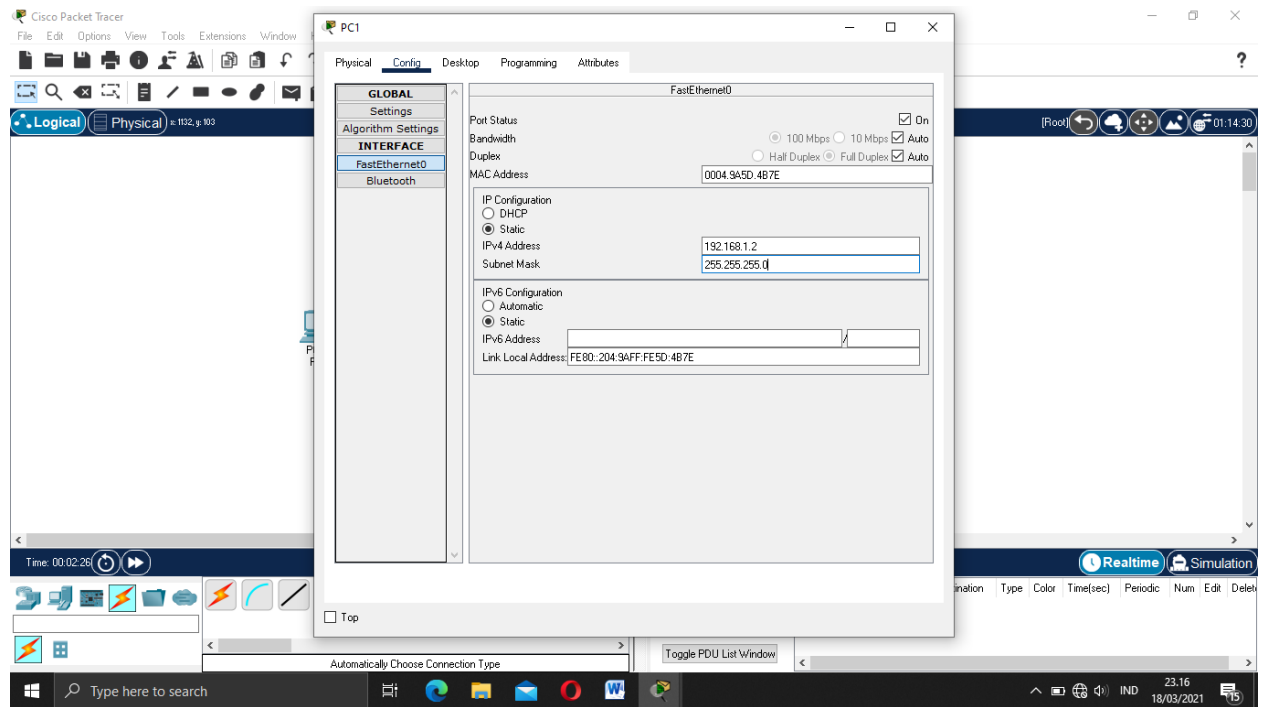 Cisco Packet Tracer
File Edit Options View Tools Extensions Window
?
Logical Physical x: 1132, y: 103
[Root] 01:14:30
PC1
Physical Config Desktop Programming Attributes
GLOBAL
Settings
Algorithm Settings
INTERFACE
FastEthernet0
Bluetooth
FastEthernet0
Port Status On
Bandwidth 100 Mbps 10 Mbps Auto
Duplex Half Duplex Full Duplex Auto
MAC Address 0004.9A5D.4B7E
IP Configuration
DHCP
Static
IPv4 Address 192.168.1.2
Subnet Mask 255.255.255.0
IPv6 Configuration
Automatic
Static
IPv6 Address /
Link Local Address: FE80::204:9AFF:FE5D:4B7E
Top
Time: 00:02:26
Realtime Simulation
Type Color Time(sec) Periodic Num Edit
Automatically Choose Connection Type
Toggle PDU List Window
Type here to search
IND
23.16
18/03/2021
15